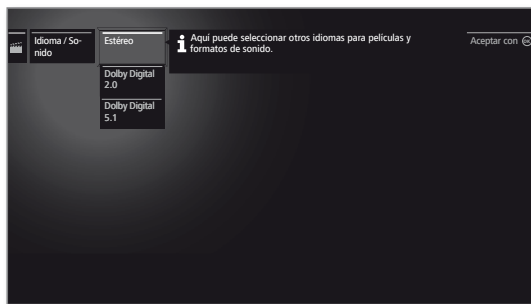 Idioma / So-
nido
Estéreo
Dolby Digital
2.0
Dolby Digital
5.1
Aquí puede seleccionar otros idiomas para películas y
formatos de sonido.
Aceptar con OK